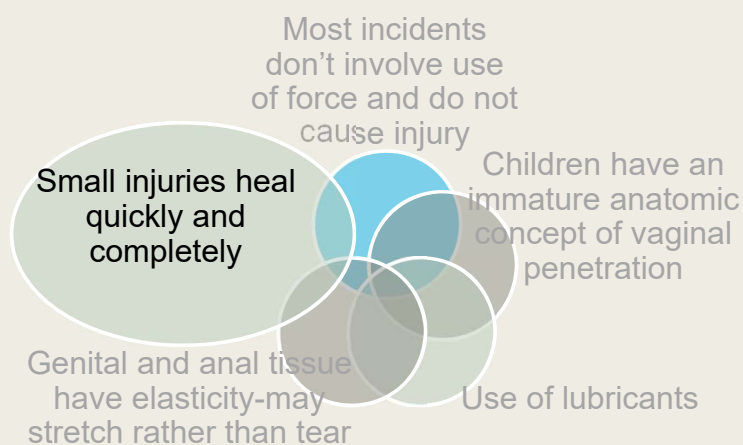 Most incidents
don’t involve use
of force and do not
cause injury
Small injuries heal
quickly and
completely
Children have an
immature anatomic
concept of vaginal
penetration
Genital and anal tissue
have elasticity-may
stretch rather than tear
Use of lubricants